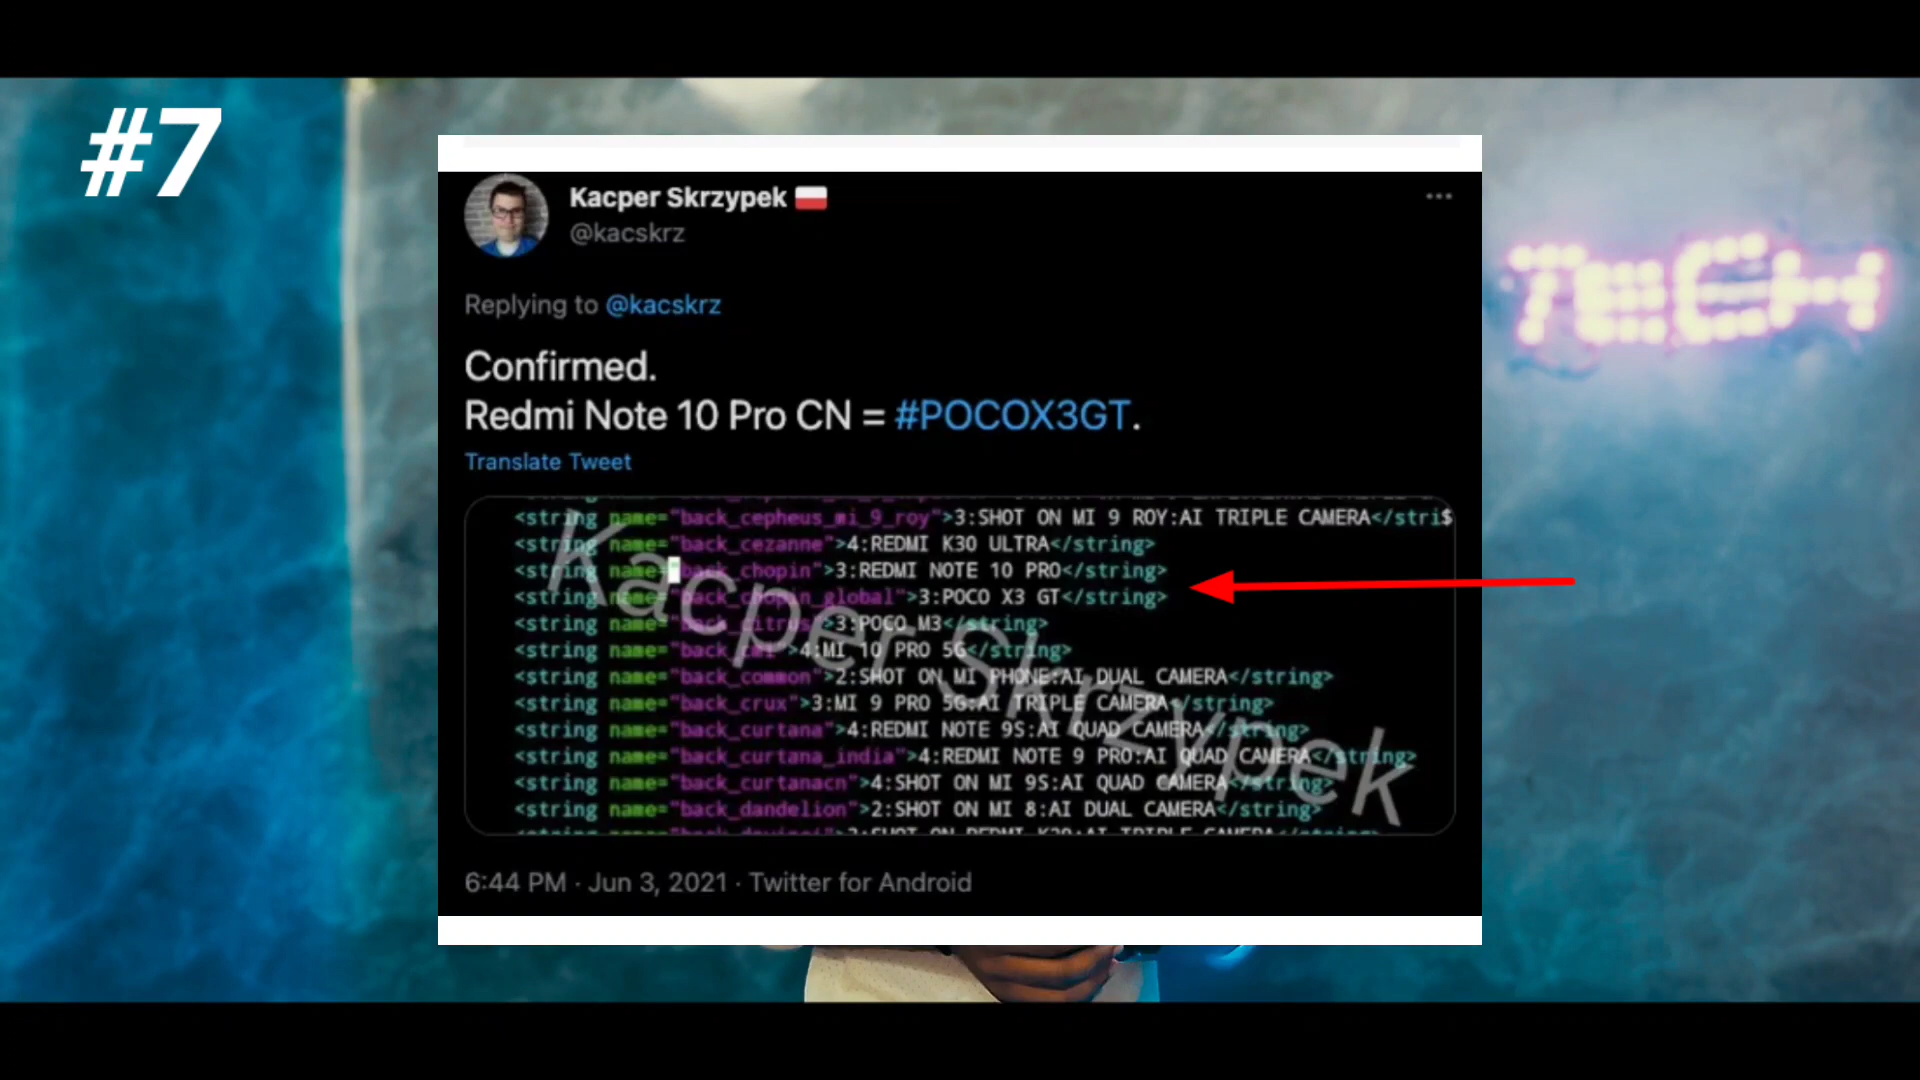 #7
TECH
Kacper Skrzypek
@kacskrz
Replying to @kacskrz
Confirmed.
Redmi Note 10 Pro CN = #POCOX3GT.
Translate Tweet
<string name="back_cepheus_mi_9_roy">3:SHOT ON MI 9 ROY:AI TRIPLE CAMERA</stri$
<string name="back_cezanne">4:REDMI K30 ULTRA</string>
<string name="back_chopin">3:REDMI NOTE 10 PRO</string>
<string name="back_chopin_global">3:POCO X3 GT</string>
<string name="back_citrus">3:POCO M3</string>
<string name="back_cmi">4:MI 10 PRO 5G</string>
<string name="back_common">2:SHOT ON MI PHONE:AI DUAL CAMERA</string>
<string name="back_crux">3:MI 9 PRO 5G:AI TRIPLE CAMERA</string>
<string name="back_curtana">4:REDMI NOTE 9S:AI QUAD CAMERA</string>
<string name="back_curtana_india">4:REDMI NOTE 9 PRO:AI QUAD CAMERA</string>
<string name="back_curtanacn">4:SHOT ON MI 9S:AI QUAD CAMERA</string>
<string name="back_dandelion">2:SHOT ON MI 8:AI DUAL CAMERA</string>
Kacper Skrzypek
6:44 PM · Jun 3, 2021 · Twitter for Android